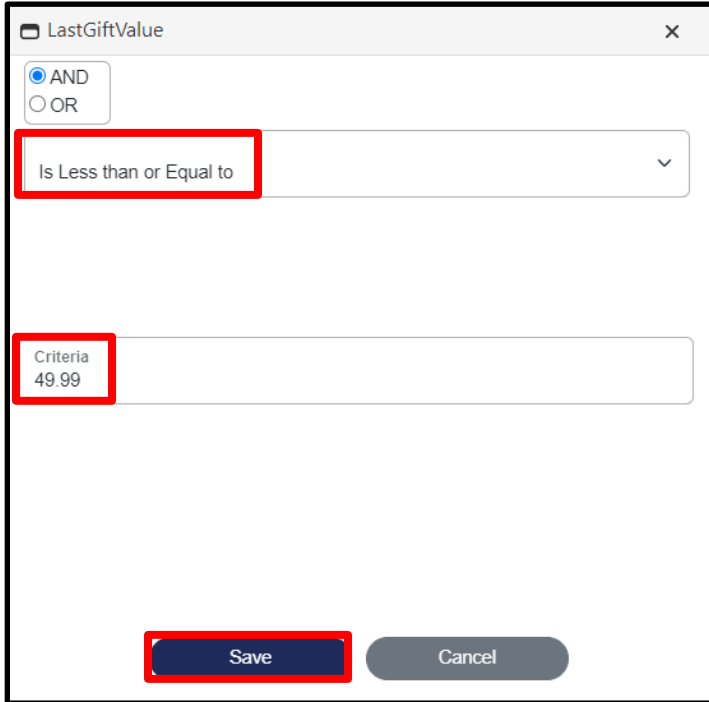 LastGiftValue
AND
OR
Is Less than or Equal to
Criteria
49.99
Save
Cancel